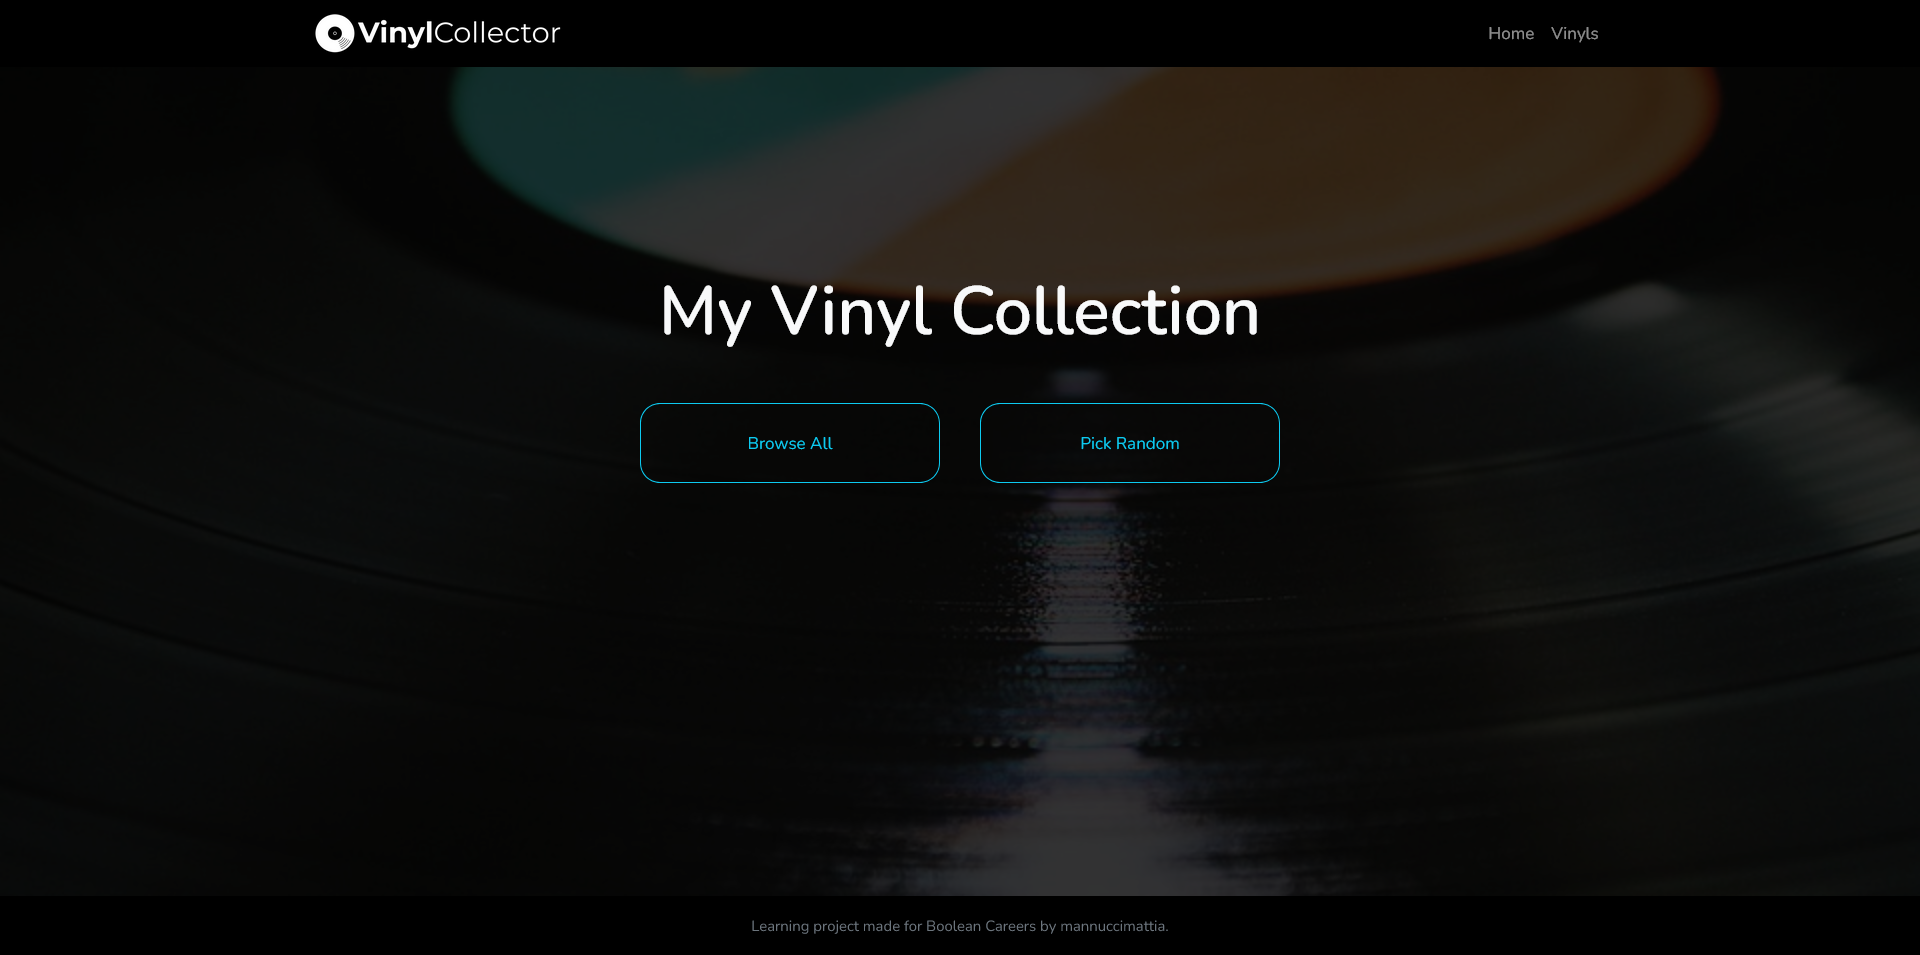 VinylCollector
Home
Vinyls
My Vinyl Collection
Browse All
Pick Random
Learning project made for Boolean Careers by mannuccimattia.